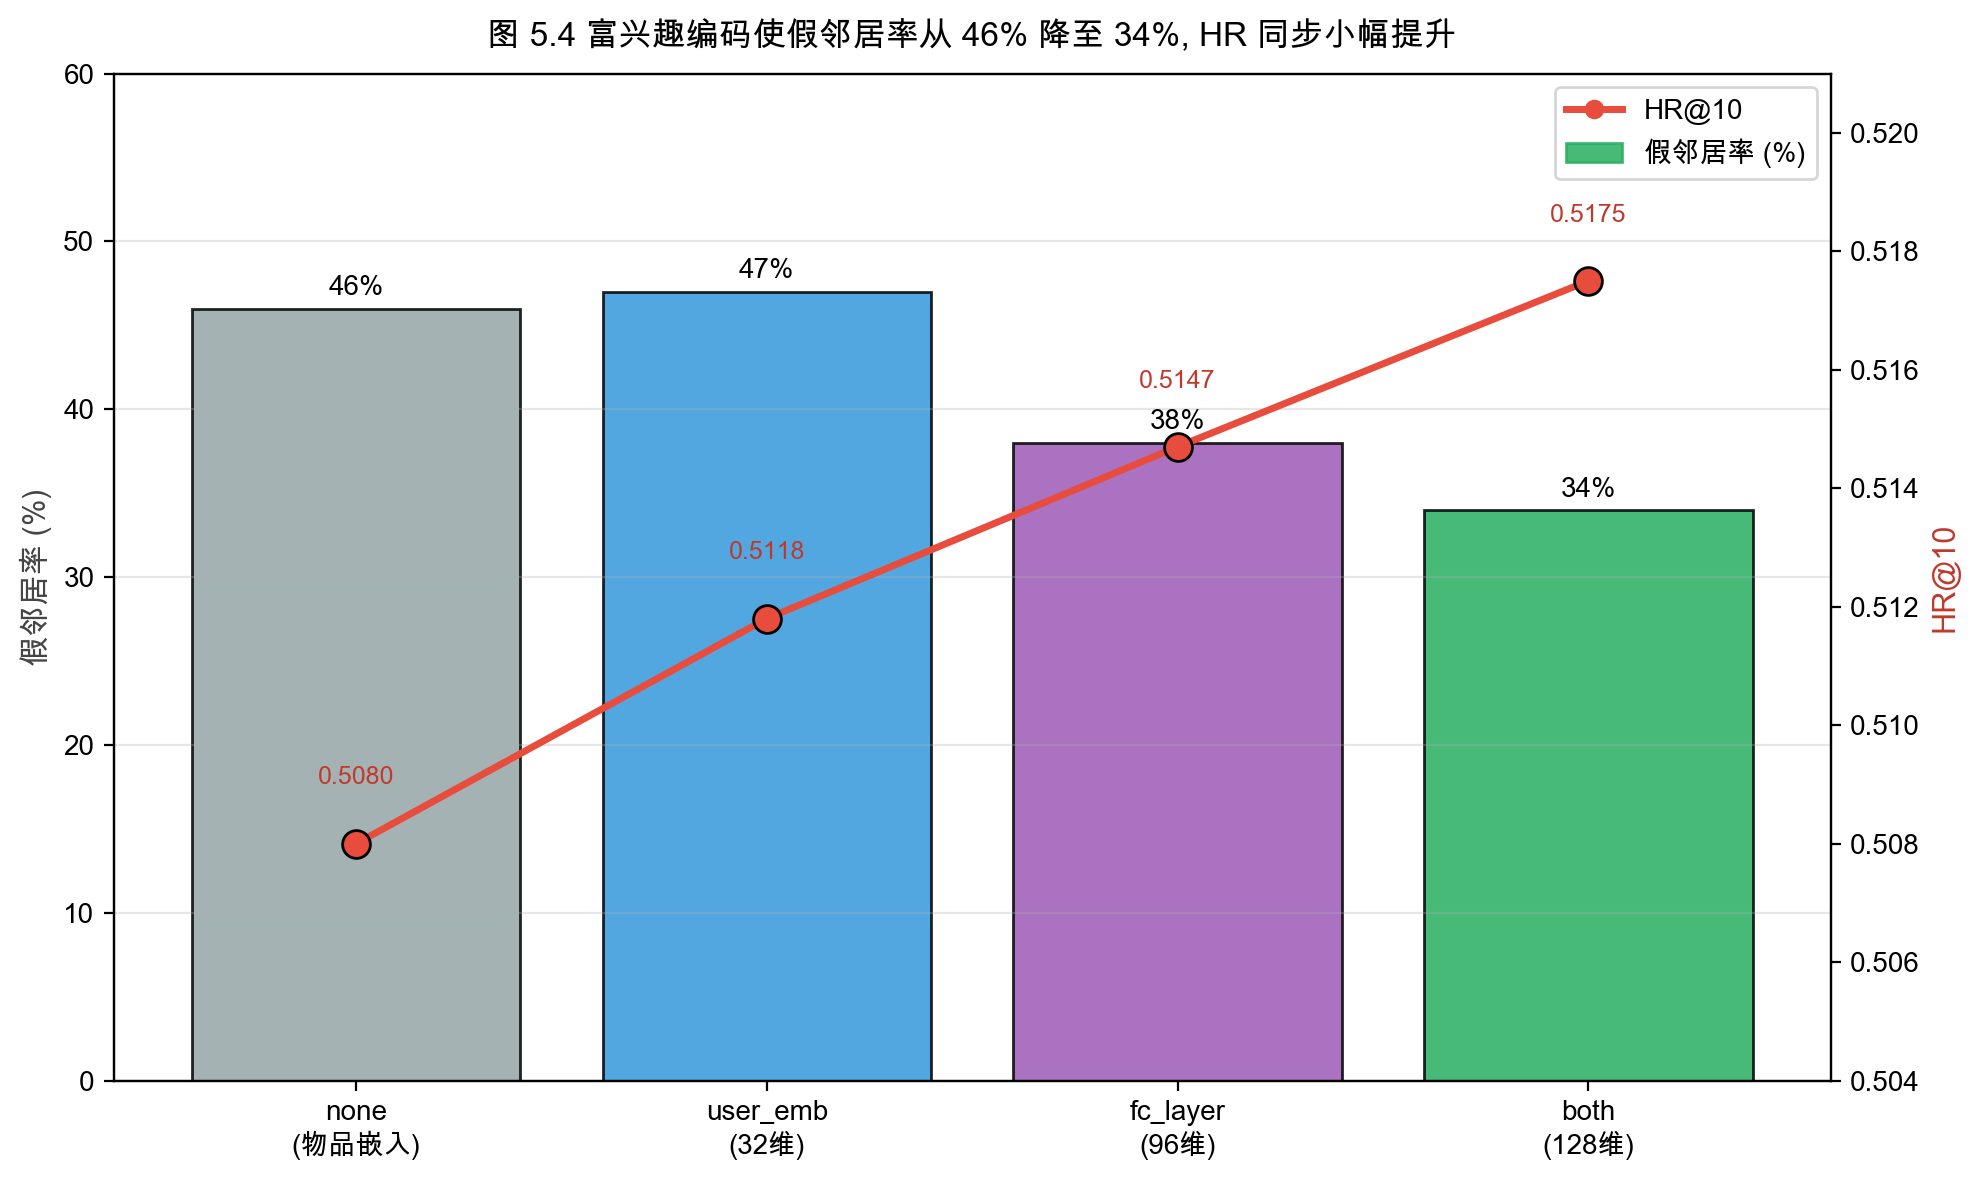 图 5.4 富兴趣编码使假邻居率从 46% 降至 34%, HR 同步小幅提升
HR@10
假邻居率 (%)
60
50
40
30
20
10
0
假邻居率 (%)
0.520
0.518
0.516
0.514
0.512
0.510
0.508
0.506
0.504
HR@10
46%
47%
38%
34%
0.5080
0.5118
0.5147
0.5175
none
(物品嵌入)
user_emb
(32维)
fc_layer
(96维)
both
(128维)